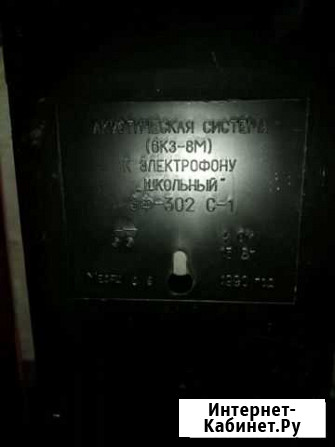 АКУСТИЧЕСКАЯ СИСТЕМА
(6КЗ-8М)
К ЭЛЕКТРОФОНУ
„ШКОЛЬНЫЙ"
ЭФ-302 С-1
1990 год
Интернет-
Кабинет.Ру